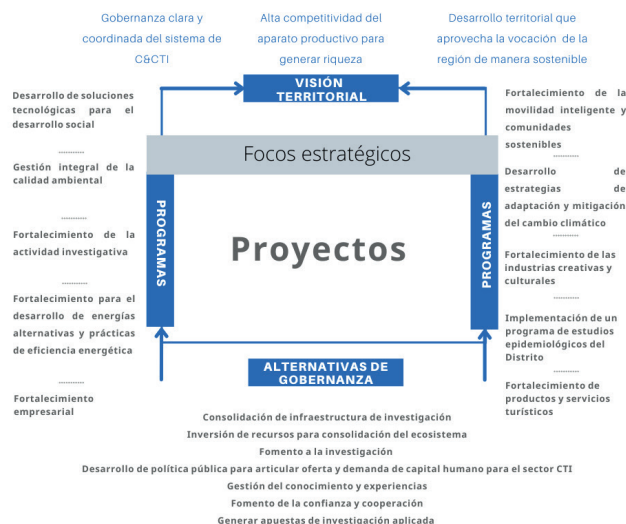 Gobernanza clara y
coordinada del sistema de
C&CTI
Alta competitividad del
aparato productivo para
generar riqueza
Desarrollo territorial que
aprovecha la vocación de la
región de manera sostenible
VISIÓN
TERRITORIAL
Focos estratégicos
Proyectos
PROGRAMAS
PROGRAMAS
Desarrollo de soluciones
tecnológicas para el
desarrollo social
...........
Gestión integral de la
calidad ambiental
...........
Fortalecimiento de la
actividad investigativa
...........
Fortalecimiento para el
desarrollo de energías
alternativas y prácticas
de eficiencia energética
...........
Fortalecimiento
empresarial
Fortalecimiento de la
movilidad inteligente y
comunidades
sostenibles
...........
Desarrollo de
estrategias de
adaptación y mitigación
del cambio climático
...........
Fortalecimiento de las
industrias creativas y
culturales
...........
Implementación de un
programa de estudios
epidemiológicos del
Distrito
...........
Fortalecimiento de
productos y servicios
turísticos
ALTERNATIVAS DE
GOBERNANZA
Consolidación de infraestructura de investigación
Inversión de recursos para consolidación del ecosistema
Fomento a la investigación
Desarrollo de política pública para articular oferta y demanda de capital humano para el sector CTI
Gestión del conocimiento y experiencias
Fomento de la confianza y cooperación
Generar apuestas de investigación aplicada